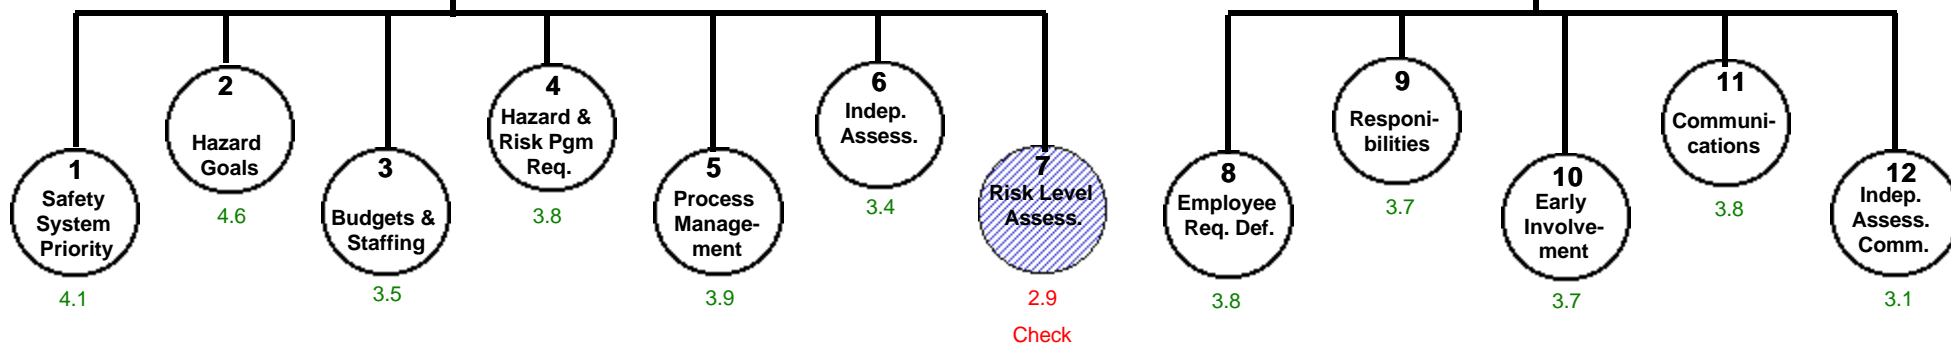 1
Safety
System
Priority
4.1
2
Hazard
Goals
4.6
3
Budgets &
Staffing
3.5
4
Hazard &
Risk Pgm
Req.
3.8
5
Process
Manage-
ment
3.9
6
Indep.
Assess.
3.4
7
Risk Level
Assess.
2.9
Check
8
Employee
Req. Def.
3.8
9
Responi-
bilities
3.7
10
Early
Involve-
ment
3.7
11
Communi-
cations
3.8
12
Indep.
Assess.
Comm.
3.1